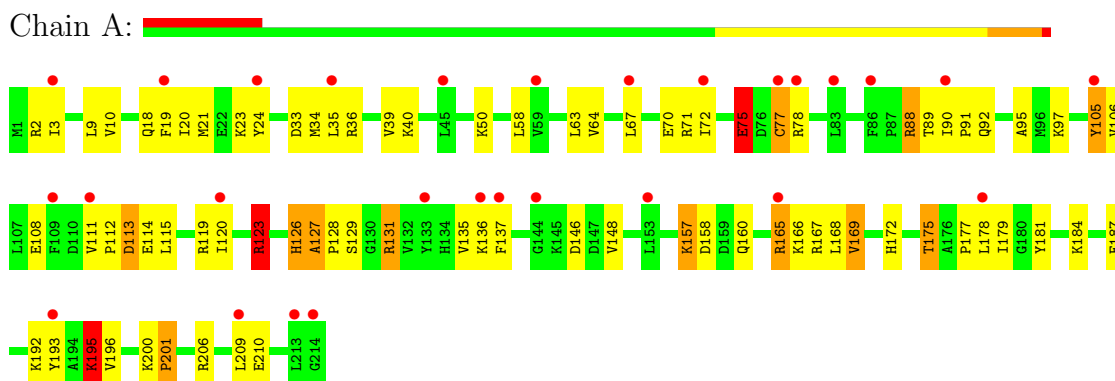 Chain A:
M1 R2 I3 L9 V10 Q18 F19 I20 M21 E22 K23 Y24 D33 M34 L35 R36 V39 K40 L45 K50 L58 V59 L63 V64 L67 E70 R71 I72 E75 D76 C77 R78 L83 F86 P87 R88 T89 I90 P91 Q92 A95 M96 K97 Y105 V106
L107 E108 F109 D110 V111 P112 D113 E114 L115 R119 I120 R123 H126 A127 P128 S129 G130 R131 V132 Y133 H134 V135 K136 F137 G144 K145 D146 D147 V148 L153 K157 D158 D159 Q160 R165 K166 R167 L168 V169 H172 T175 A176 P177 L178 I179 G180 Y181 K184
K192 Y193 A194 K195 V196 K200 P201 R206 L209 E210 L213 G214